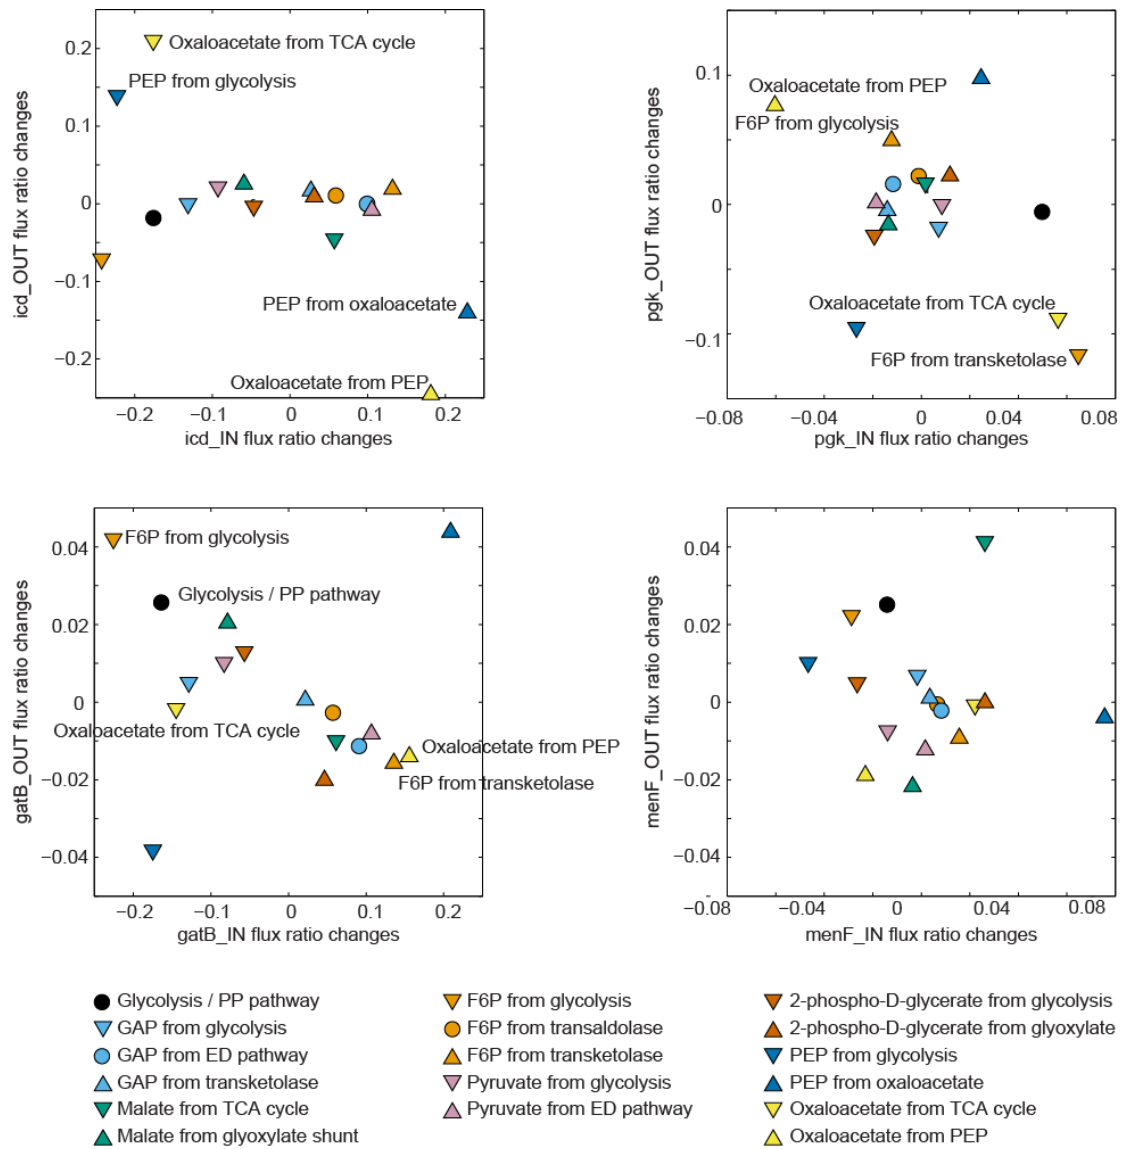 Oxaloacetate from TCA cycle
PEP from glycolysis
PEP from oxaloacetate
Oxaloacetate from PEP
0.2
0.1
0
−0.1
−0.2
−0.2
−0.1
0
0.1
0.2
icd_OUT flux ratio changes
icd_IN flux ratio changes
Oxaloacetate from PEP
F6P from glycolysis
Oxaloacetate from TCA cycle
F6P from transketolase
0.1
0
−0.1
−0.08
−0.04
0
0.04
0.08
pgk_OUT flux ratio changes
pgk_IN flux ratio changes
F6P from glycolysis
Glycolysis / PP pathway
Oxaloacetate from TCA cycle
Oxaloacetate from PEP
F6P from transketolase
0.04
0.02
0
−0.02
−0.04
−0.2
−0.1
0
0.1
0.2
gatB_OUT flux ratio changes
gatB_IN flux ratio changes
0.04
0.02
0
−0.02
−0.04
-
−0.08
−0.04
0
0.04
0.08
menF_OUT flux ratio changes
menF_IN flux ratio changes
Glycolysis / PP pathway
GAP from glycolysis
GAP from ED pathway
GAP from transketolase
Malate from TCA cycle
Malate from glyoxylate shunt
F6P from glycolysis
F6P from transaldolase
F6P from transketolase
Pyruvate from glycolysis
Pyruvate from ED pathway
2-phospho-D-glycerate from glycolysis
2-phospho-D-glycerate from glyoxylate
PEP from glycolysis
PEP from oxaloacetate
Oxaloacetate from TCA cycle
Oxaloacetate from PEP